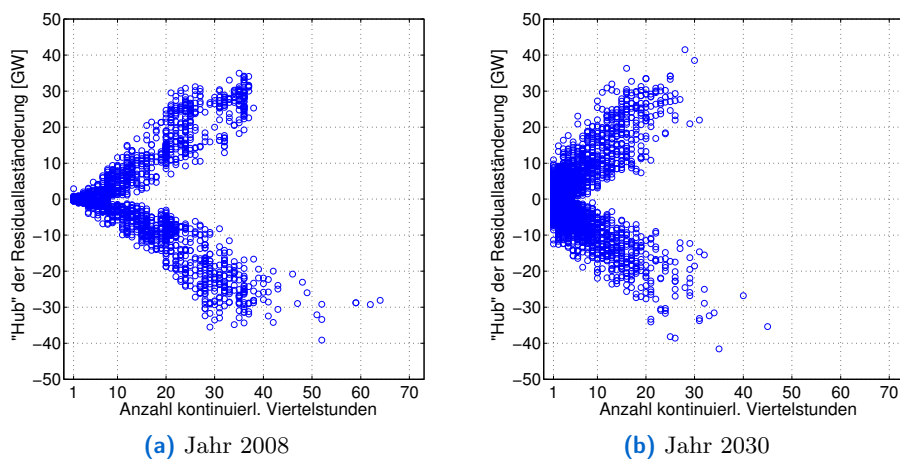 "Hub" der Residuallaständerung [GW]
50
40
30
20
10
0
−10
−20
−30
−40
−50
1 10 20 30 40 50 60 70
Anzahl kontinuierl. Viertelstunden
(a) Jahr 2008
"Hub" der Residuallaständerung [GW]
50
40
30
20
10
0
−10
−20
−30
−40
−50
1 10 20 30 40 50 60 70
Anzahl kontinuierl. Viertelstunden
(b) Jahr 2030